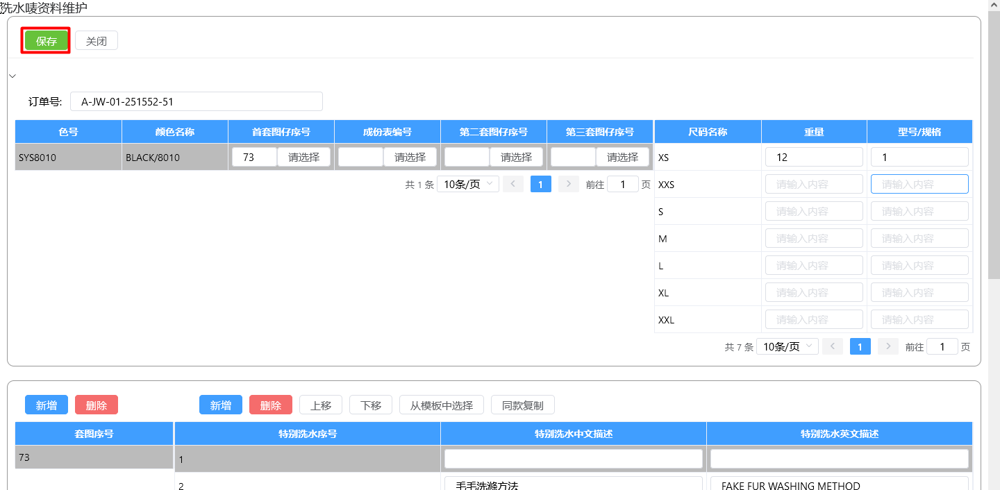 洗水唛资料维护
保存 关闭
订单号: A-JW-01-251552-51
色号 颜色名称 首套图仔序号 成份表编号 第二套图仔序号 第三套图仔序号 尺码名称 重量 型号/规格
SYS8010 BLACK/8010 73 请选择 请选择 请选择 请选择 XS 12 1
共 1 条 10条/页 1 前往 1 页 XXS 请输入内容 请输入内容
S 请输入内容 请输入内容
M 请输入内容 请输入内容
L 请输入内容 请输入内容
XL 请输入内容 请输入内容
XXL 请输入内容 请输入内容
共 7 条 10条/页 1 前往 1 页
新增 删除 新增 删除 上移 下移 从模板中选择 同款复制
套图序号 特别洗水序号 特别洗水中文描述 特别洗水英文描述
73 1
2 毛毛洗滌方法 FAKE FUR WASHING METHOD